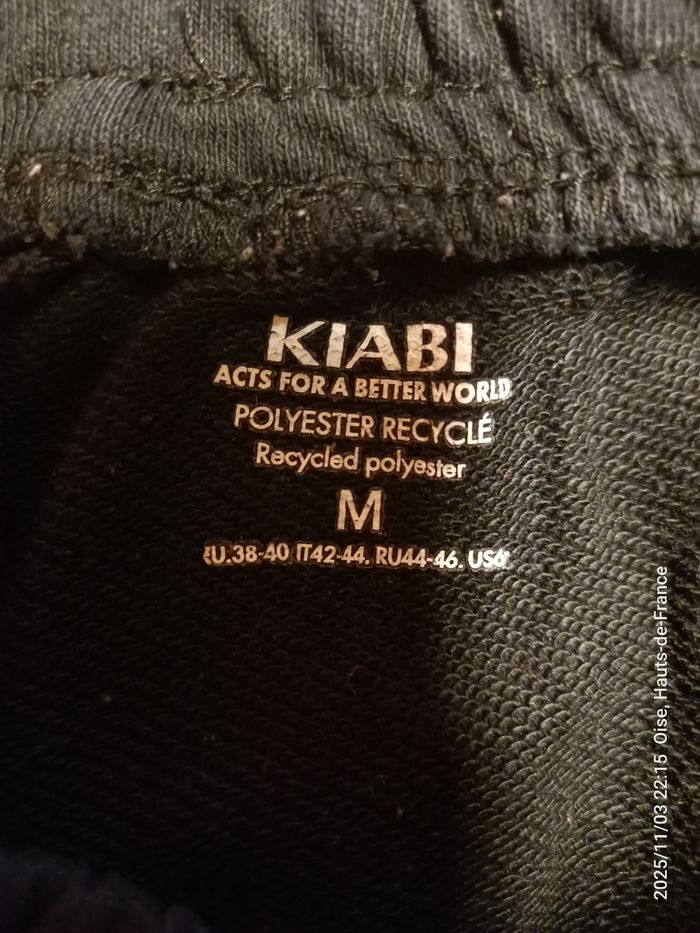 KIABI
ACTS FOR A BETTER WORLD
POLYESTER RECYCLÉ
Recycled polyester
M
EU.38-40 IT42-44. RU44-46. US6
2025/11/03 22:15 Oise, Hauts-de-France